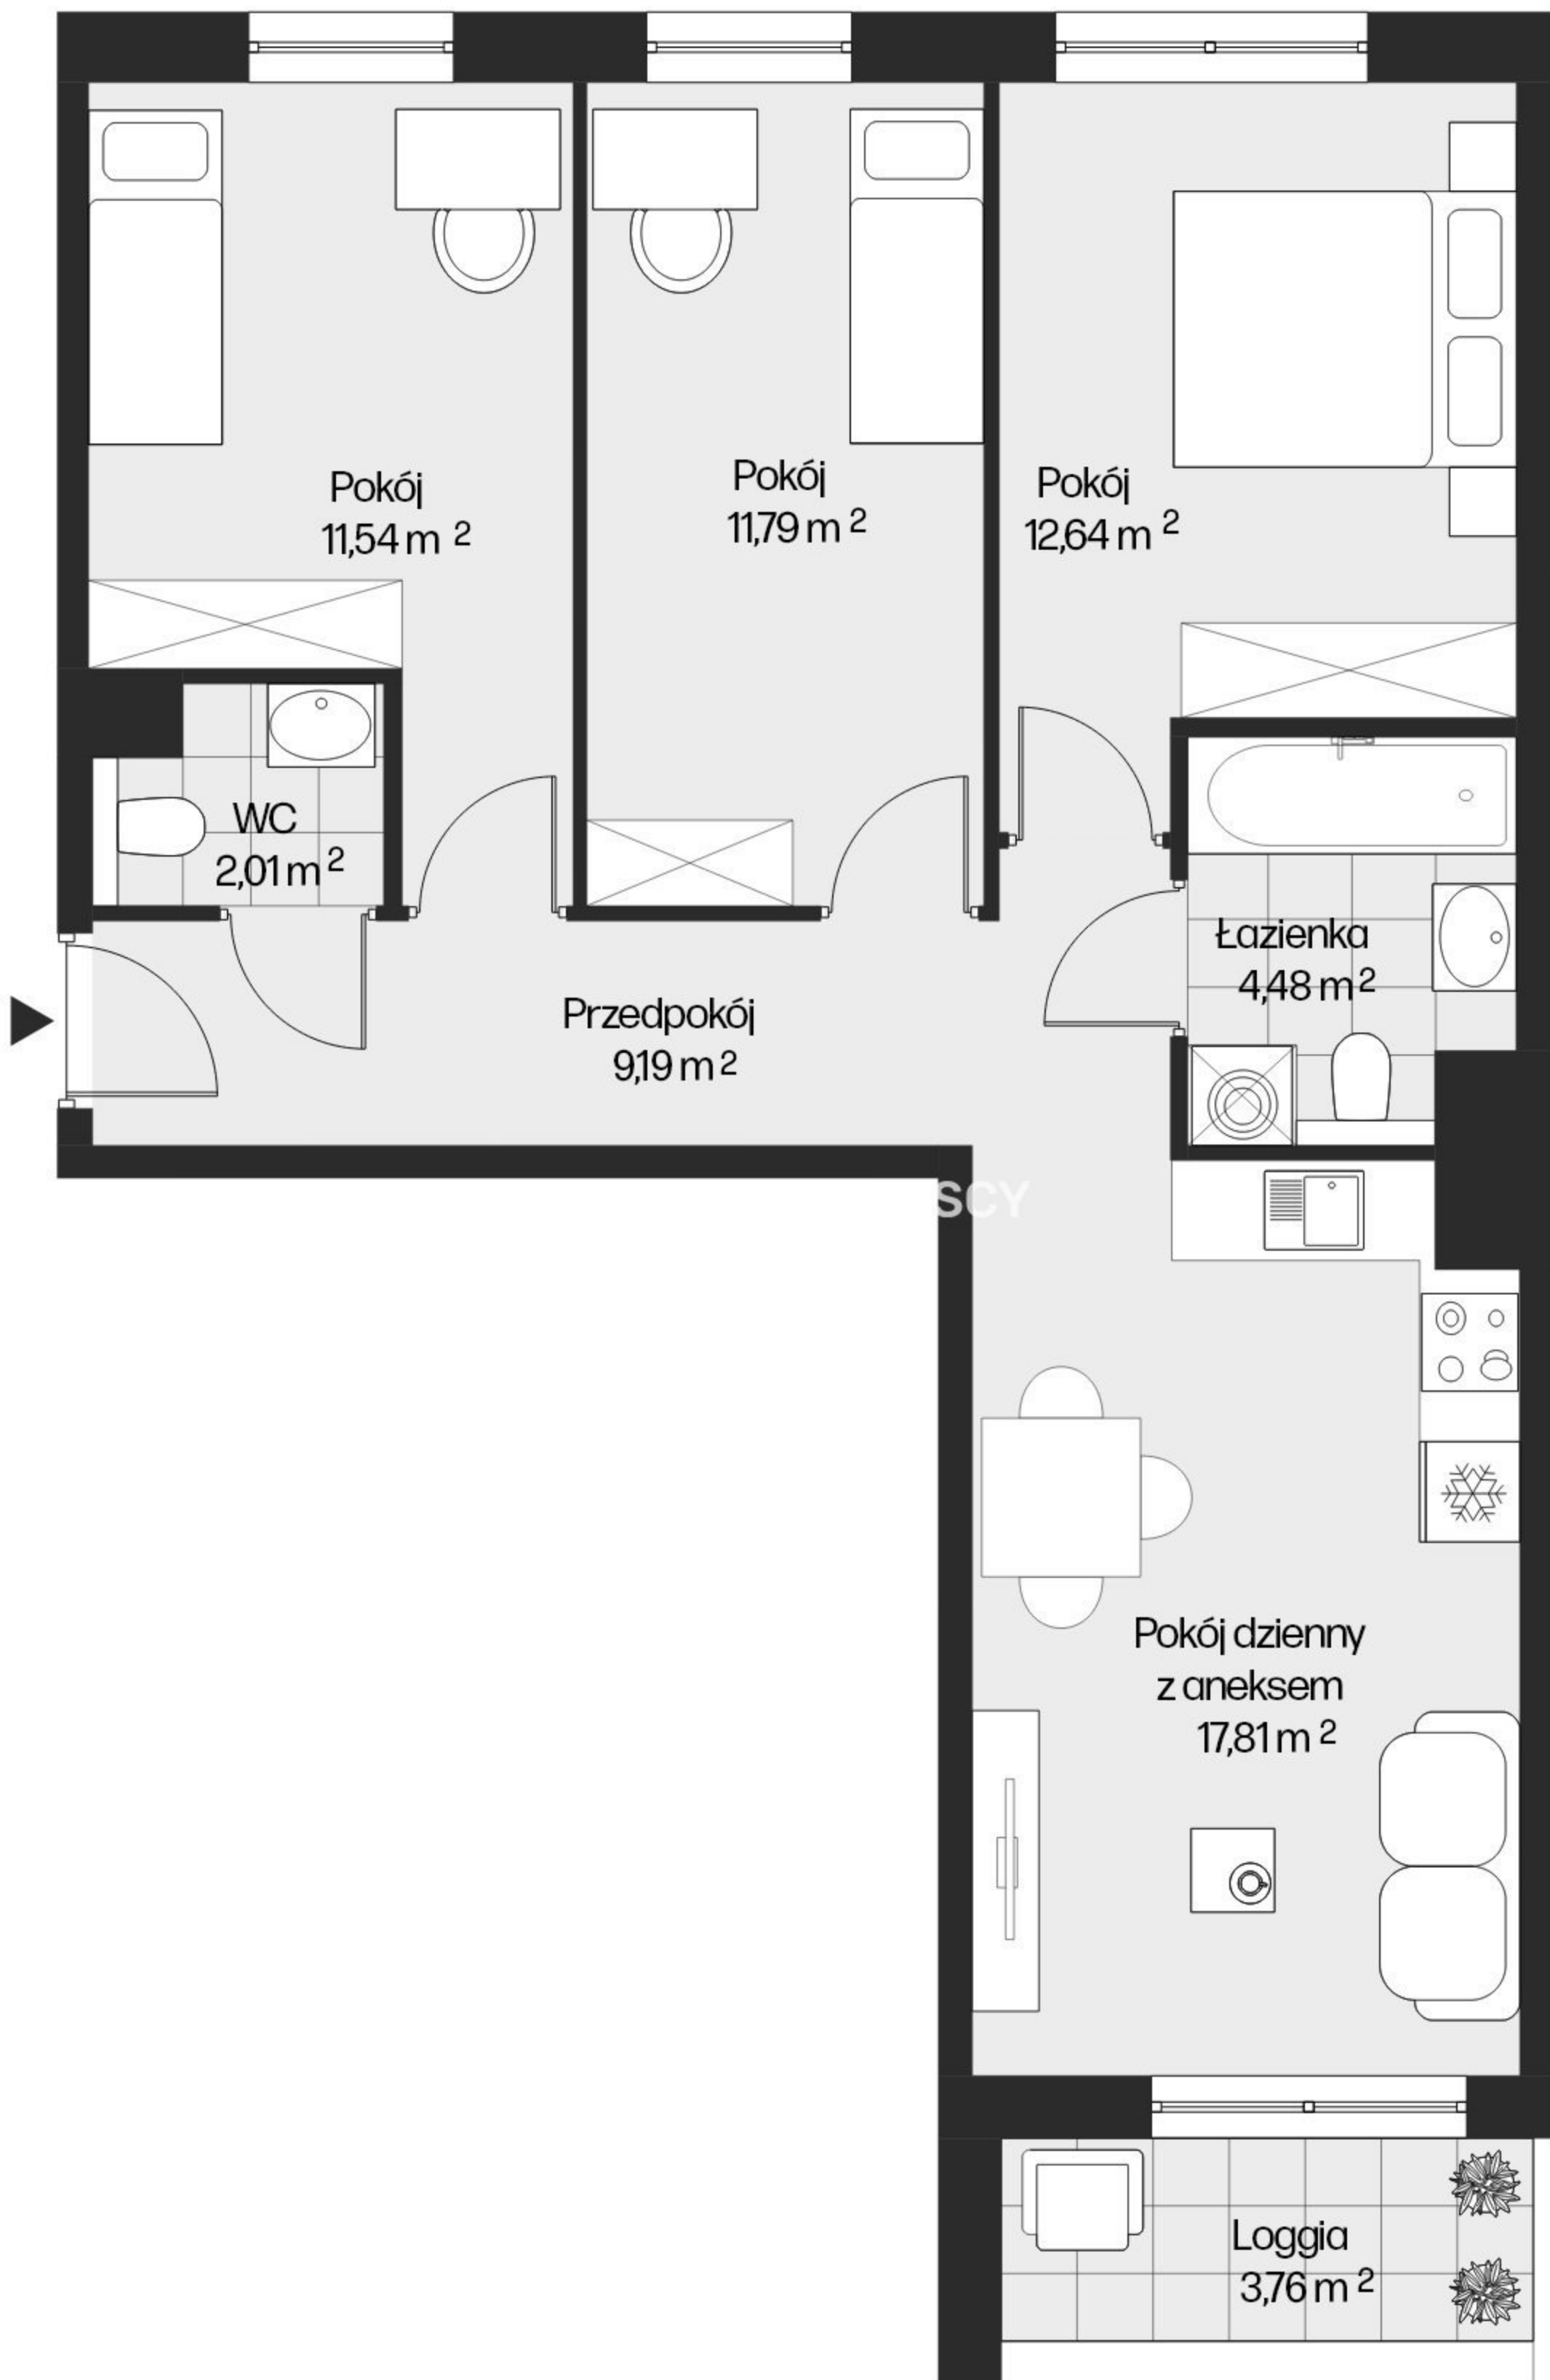 Pokój
11,54 m 2
Pokój
11,79 m 2
Pokój
12,64 m 2
WC
2,01 m 2
Łazienka
4,48 m 2
Przedpokój
9,19 m 2
SCY
Pokój dzienny
z aneksem
17,81 m 2
Loggia
3,76 m 2